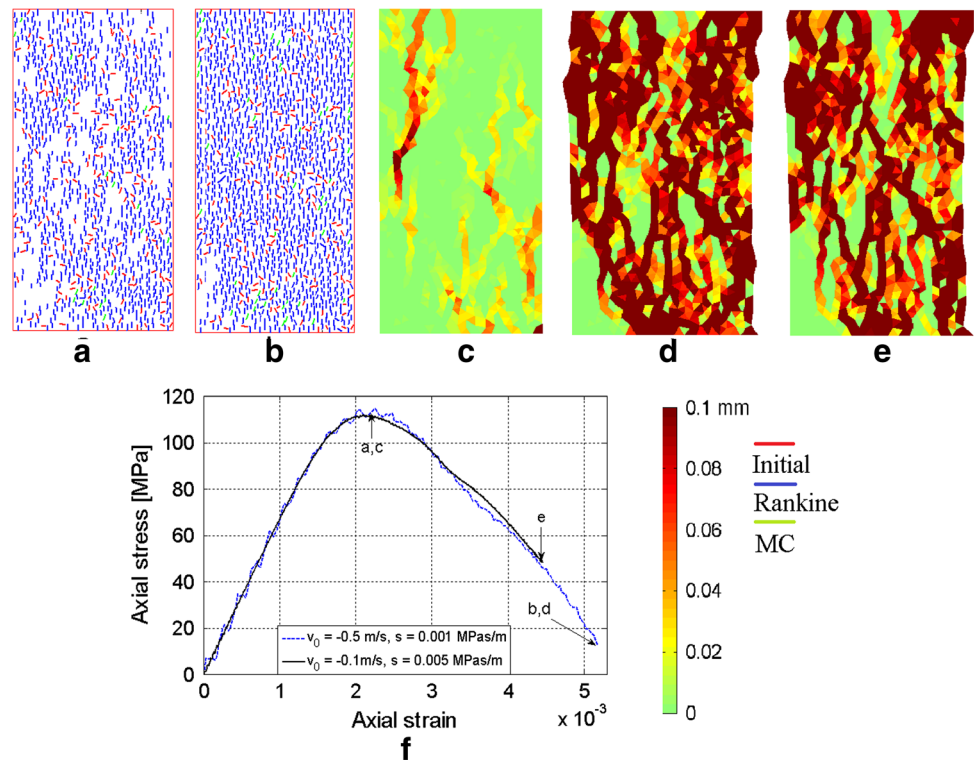 a b c d e
120
100
80
60
40
20
0
Axial stress [MPa]
a,c
e
b,d
v0 = -0.5 m/s, s = 0.001 MPas/m
v0 = -0.1m/s, s = 0.005 MPas/m
0 1 2 3 4 5
x 10-3
Axial strain
f
0.1 mm
0.08
0.06
0.04
0.02
0
Initial
Rankine
MC